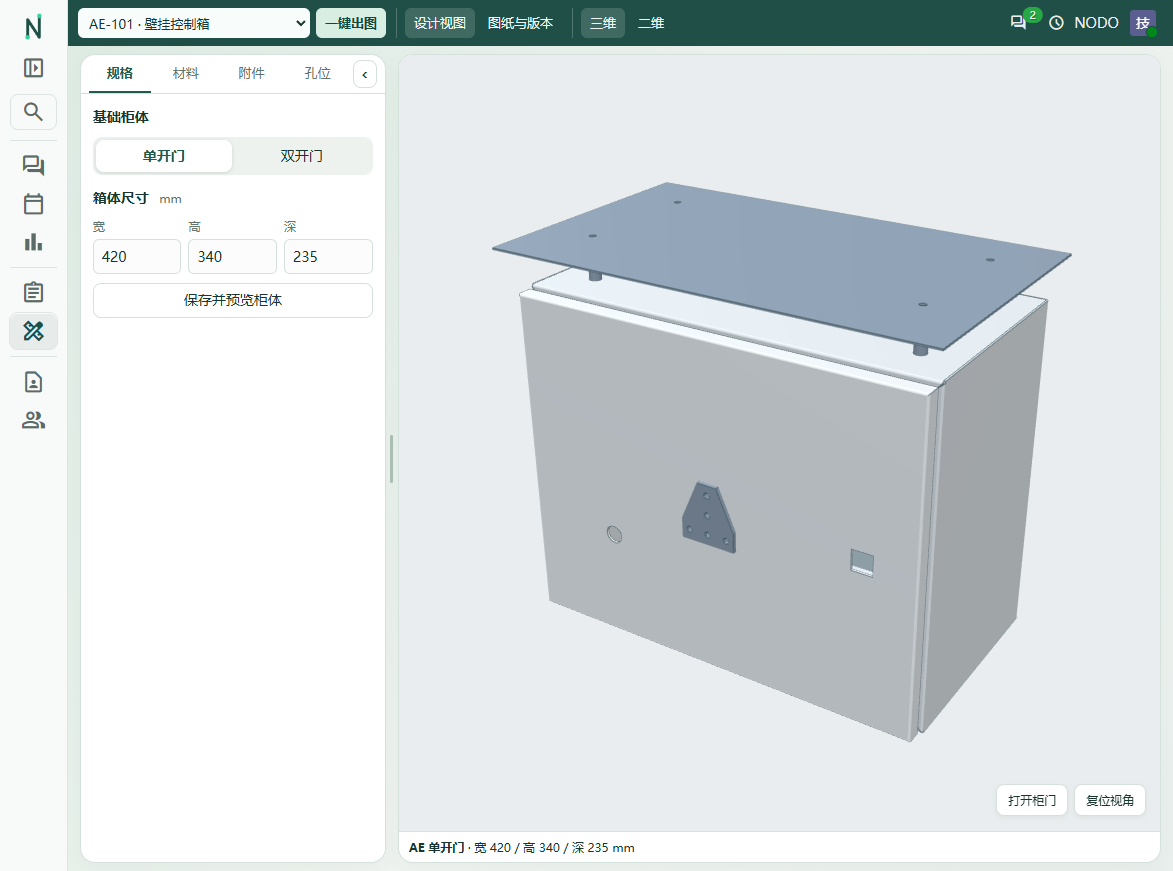 AE-101 · 壁挂控制箱
一键出图
设计视图
图纸与版本
三维
二维
2
NODO
技
规格
材料
附件
孔位
基础柜体
单开门
双开门
箱体尺寸 mm
宽
高
深
420
340
235
保存并预览柜体
打开柜门
复位视角
AE 单开门 · 宽 420 / 高 340 / 深 235 mm